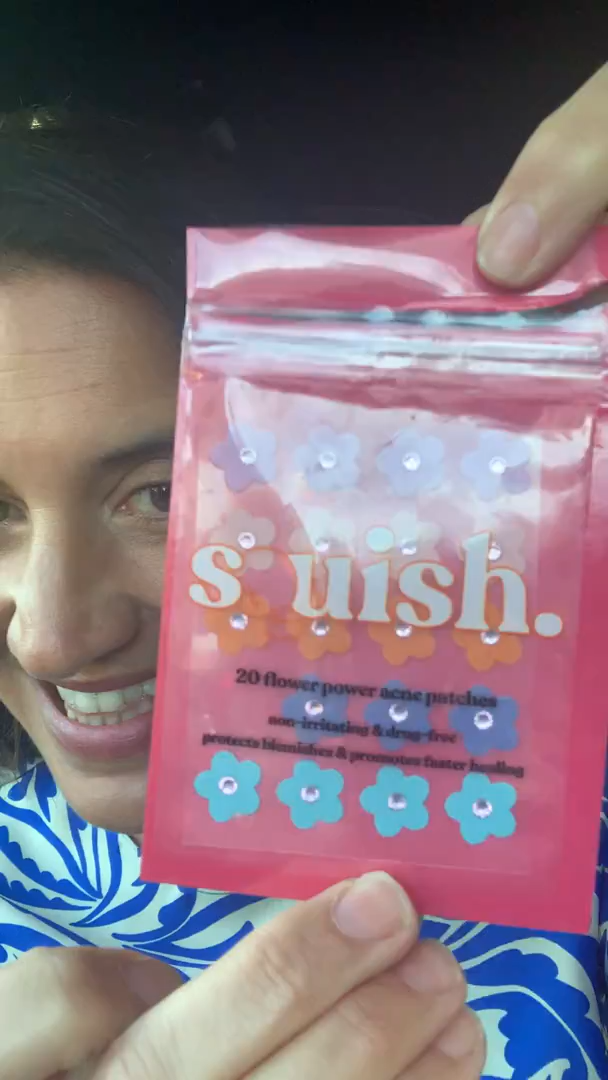 s uish.
20 flower power acne patches
non-irritating & drug-free
protects blemishes & promotes faster healing